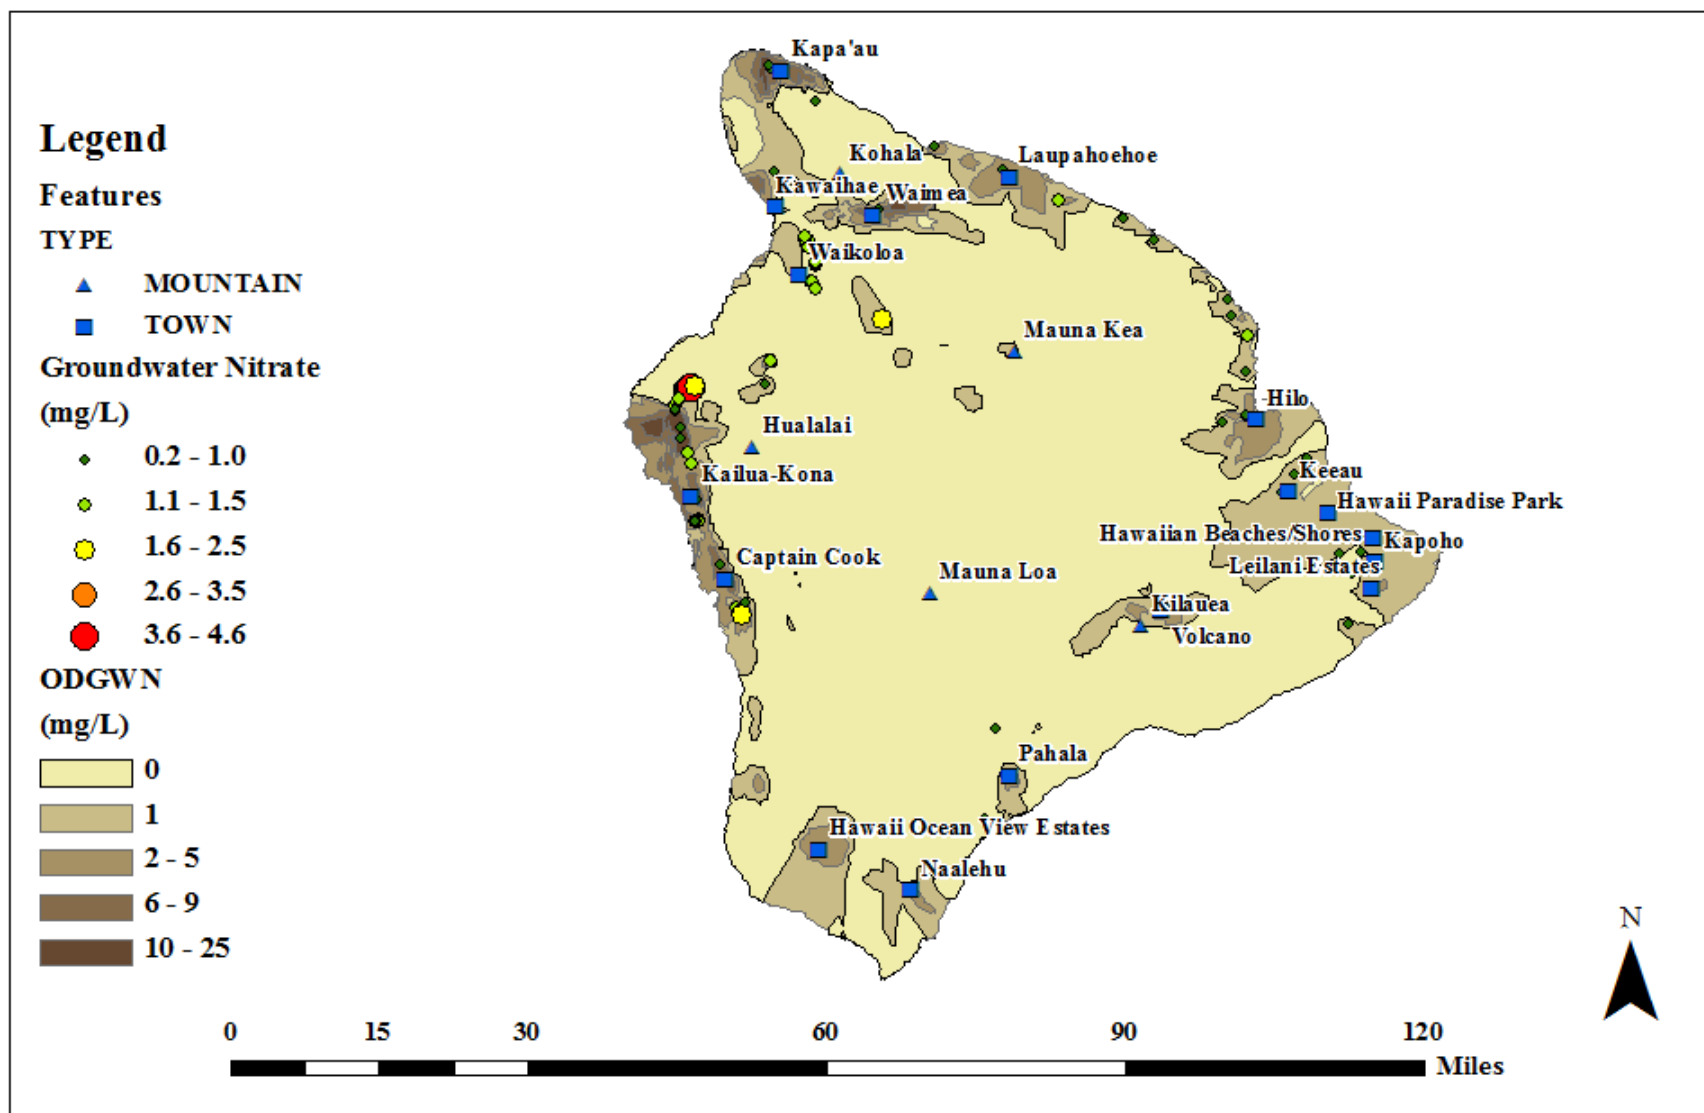 Legend
Features
TYPE
MOUNTAIN
TOWN
Groundwater Nitrate
(mg/L)
0.2 - 1.0
1.1 - 1.5
1.6 - 2.5
2.6 - 3.5
3.6 - 4.6
ODGWN
(mg/L)
0
1
2 - 5
6 - 9
10 - 25
Kapa'au
Kohala
Laupahoehoe
Kawaihae
Waimea
Waikoloa
Mauna Kea
Hualalai
-Hilo
Kailua-Kona
Keeau
Hawaii Paradise Park
Hawaiian Beaches/Shores
Kapoho
Captain Cook
Leilani Estates
Mauna Loa
Kilauea
Volcano
Pahala
Hawaii Ocean View Estates
Naalehu
N
0 15 30 60 90 120
Miles